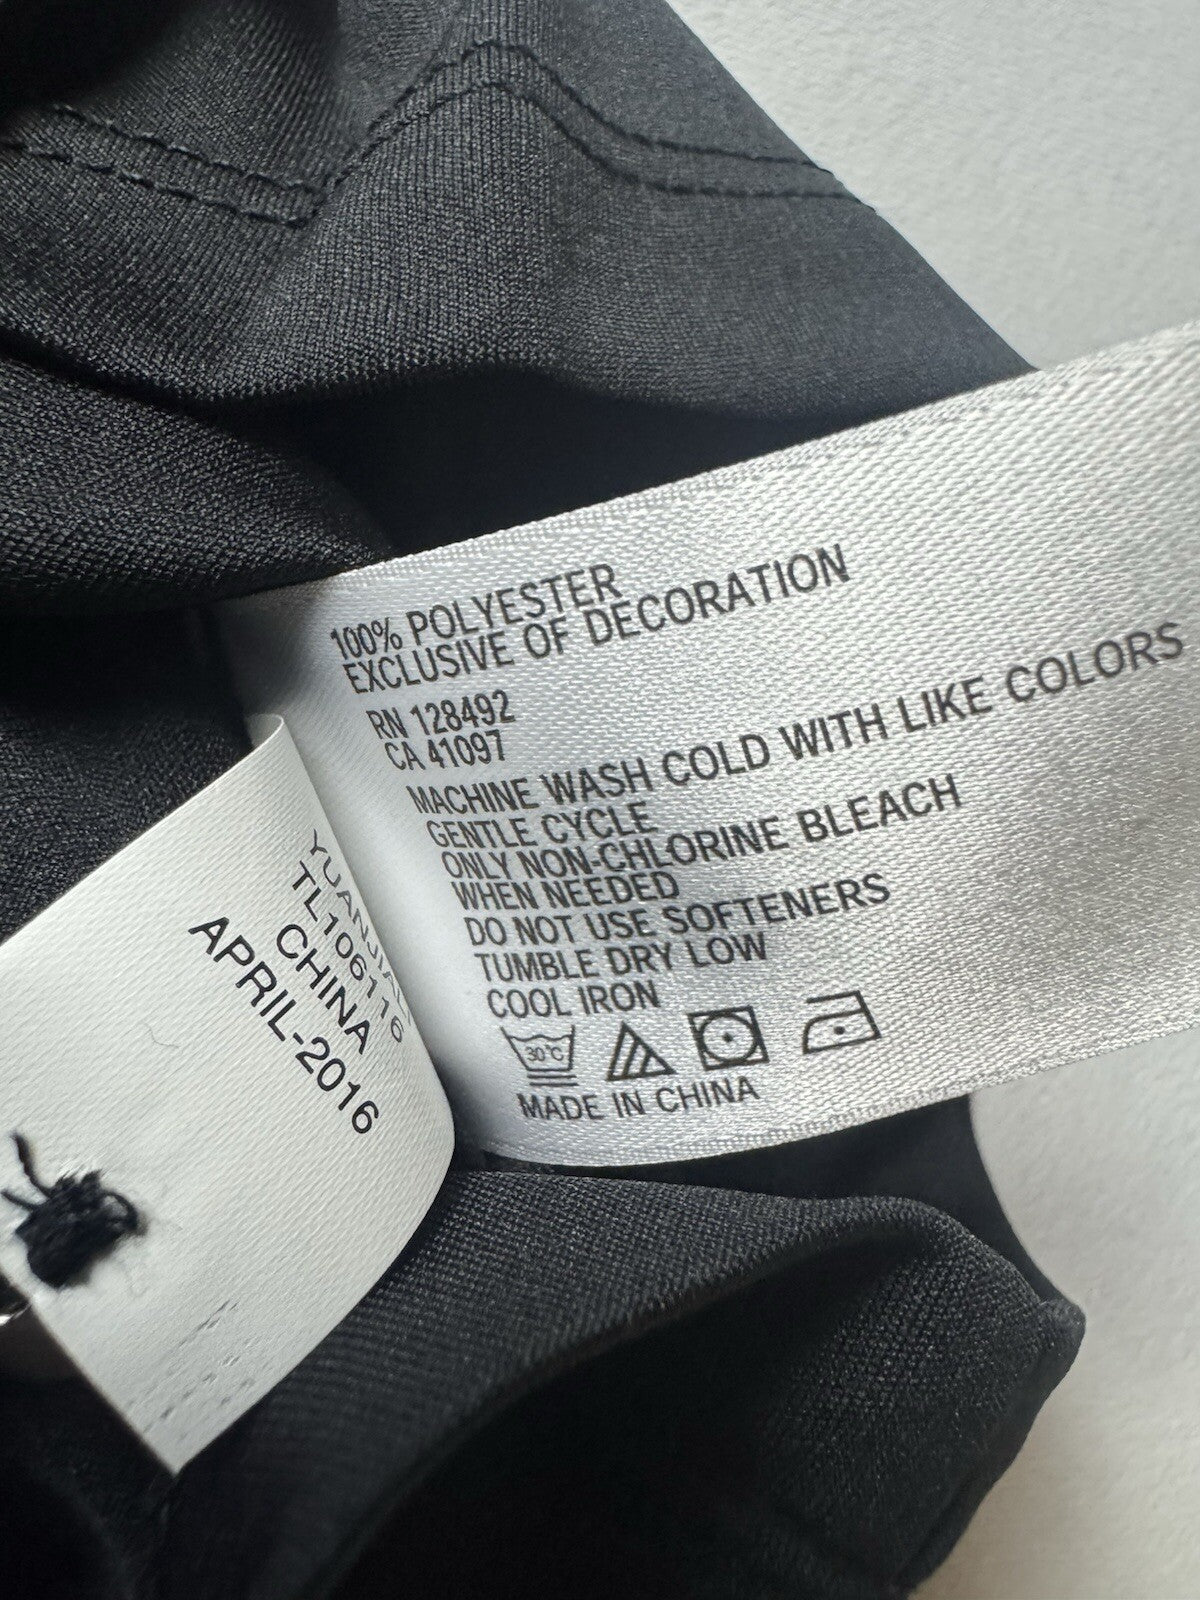 100% POLYESTER
EXCLUSIVE OF DECORATION
RN 128492
CA 41097
MACHINE WASH COLD WITH LIKE COLORS
GENTLE CYCLE
ONLY NON-CHLORINE BLEACH
WHEN NEEDED
DO NOT USE SOFTENERS
TUMBLE DRY LOW
COOL IRON
30°C
MADE IN CHINA
TL106116
CHINA
APRIL-2016